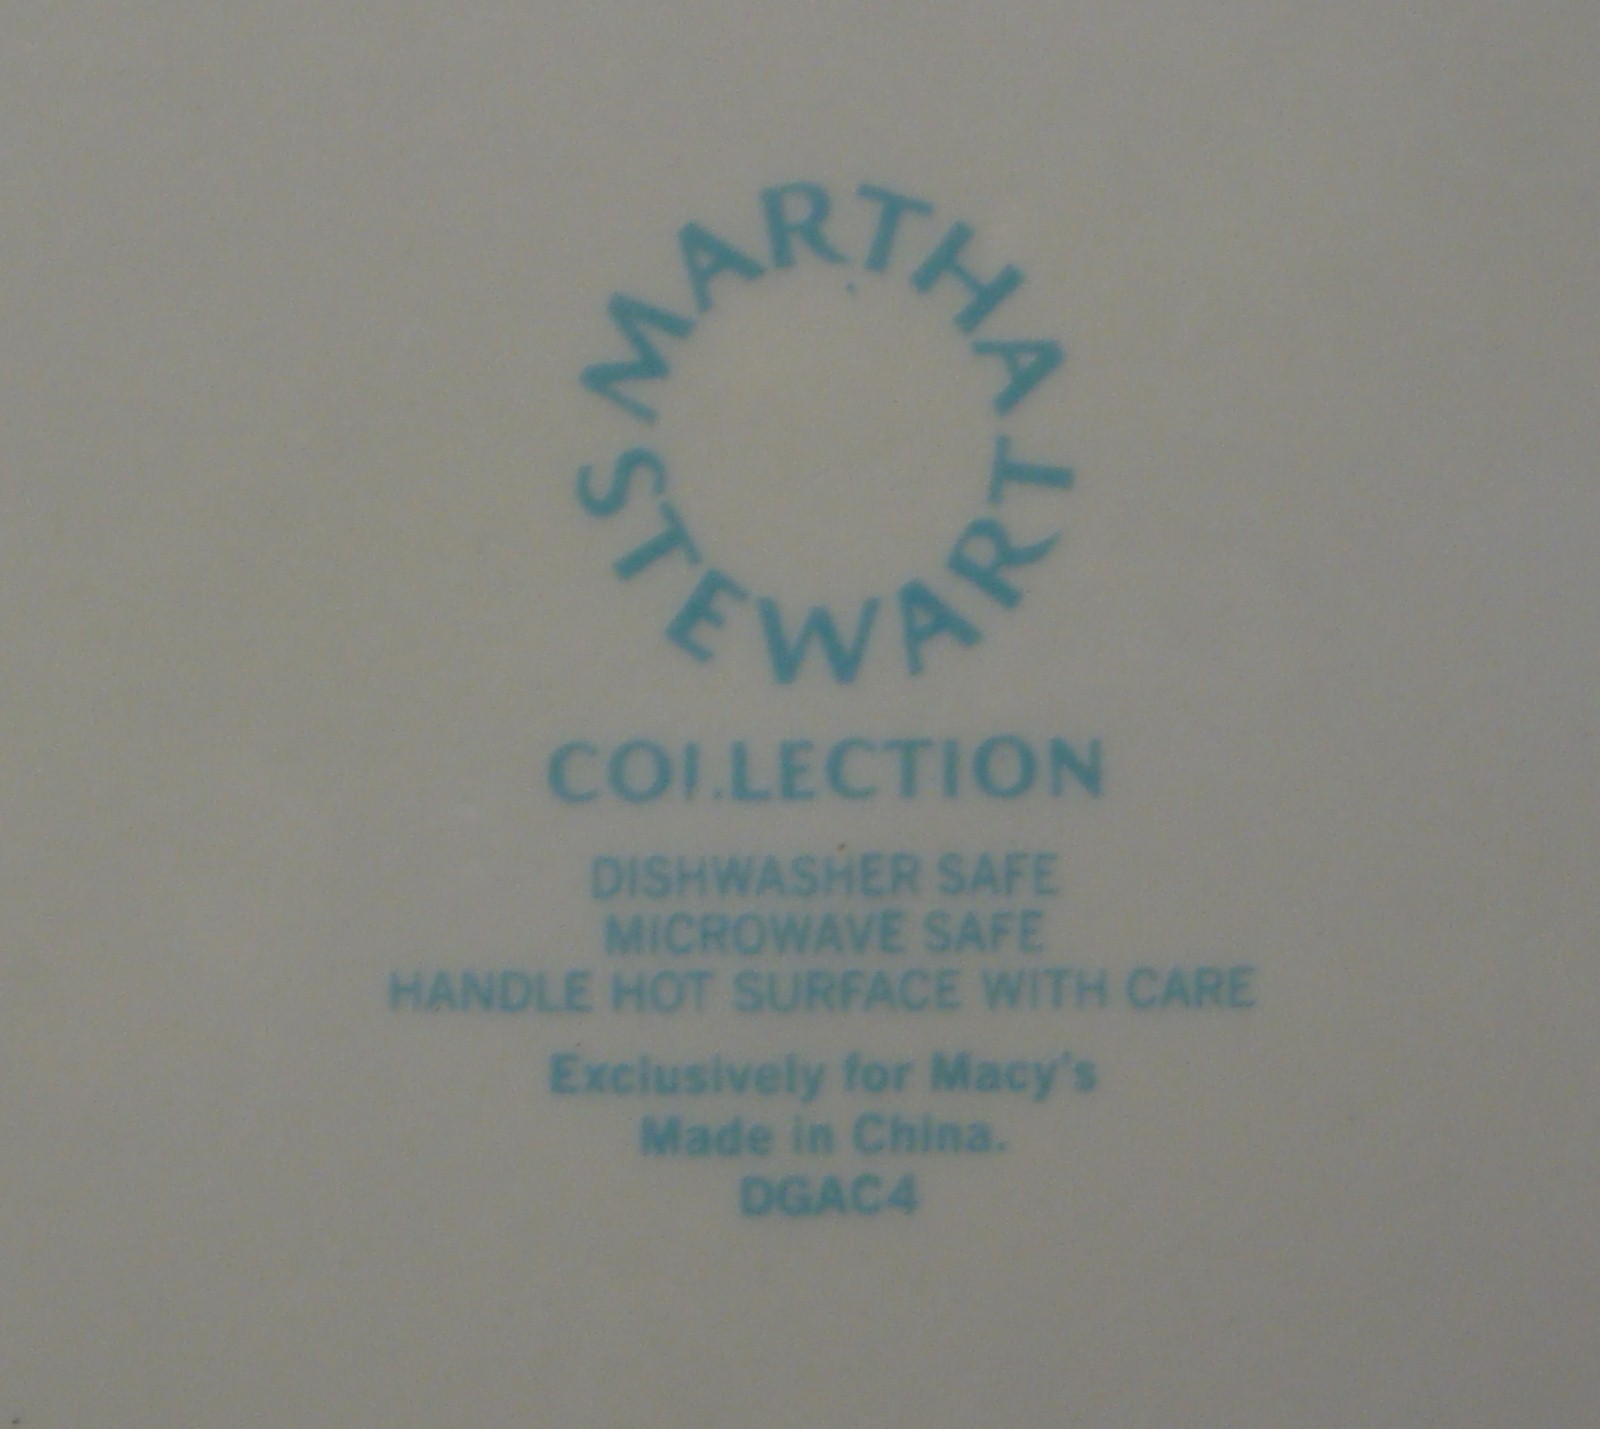 MARTHA
STEWART
COLLECTION
DISHWASHER SAFE
MICROWAVE SAFE
HANDLE HOT SURFACE WITH CARE
Exclusively for Macy's
Made in China.
DGAC4